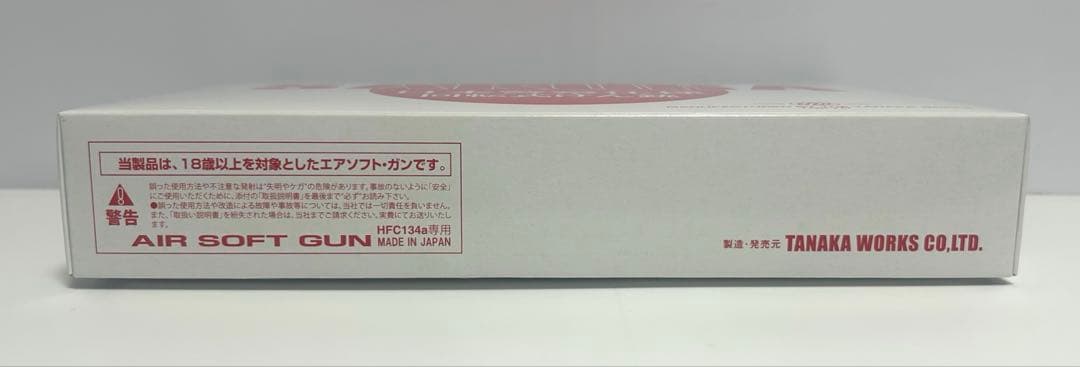 当製品は、18歳以上を対象としたエアソフト・ガンです。
警告
誤った使用方法や不注意な発射は"失明やケガ"の危険があります。事故のないように「安全」
にご使用いただくために、添付の「取扱説明書」を最後まで"必ず"お読み下さい。
●誤った使用方法や改造による故障や事故等については、当社では一切責任を負いません。
また、「取扱い説明書」を紛失された場合は、当社までご請求ください。実費にてお送りいたし
ます。
AIR SOFT GUN HFC134a専用
MADE IN JAPAN
製造・発売元 TANAKA WORKS CO,LTD.